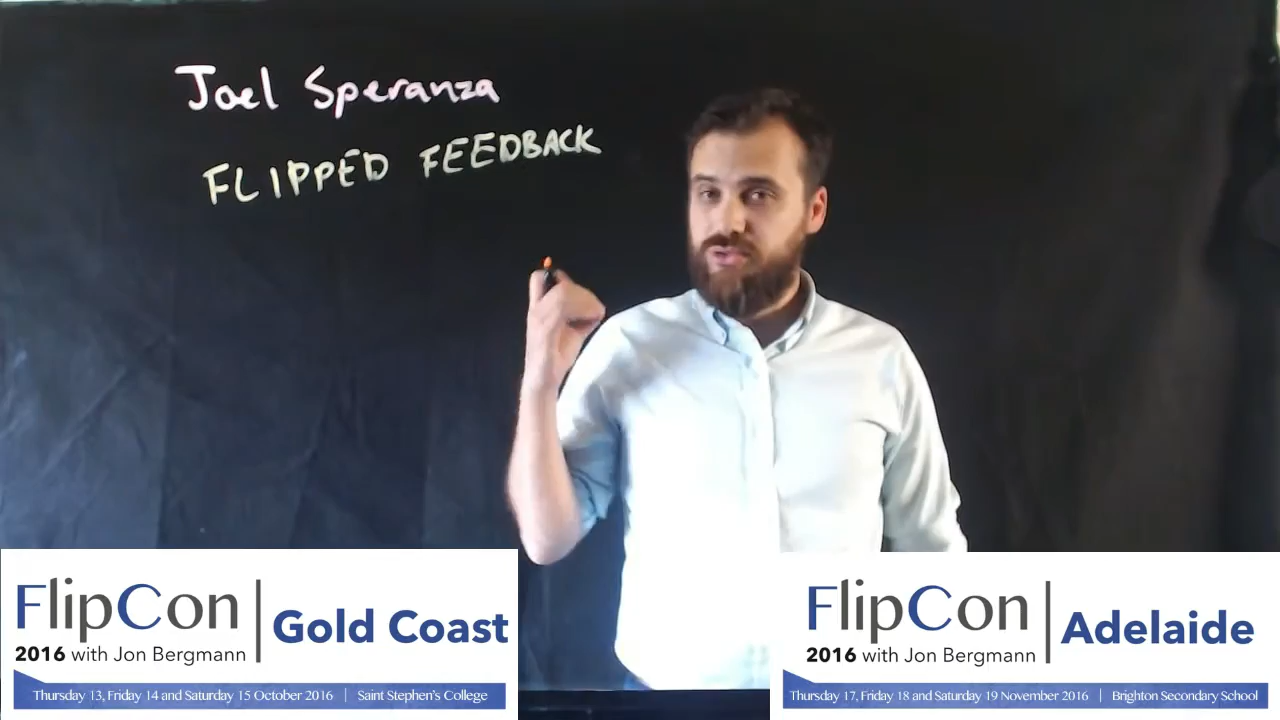 Joel Speranza
FLIPPED FEEDBACK
FlipCon
2016 with Jon Bergmann
Gold Coast
Thursday 13, Friday 14 and Saturday 15 October 2016 | Saint Stephen's College
FlipCon
2016 with Jon Bergmann
Adelaide
Thursday 17, Friday 18 and Saturday 19 November 2016 | Brighton Secondary School